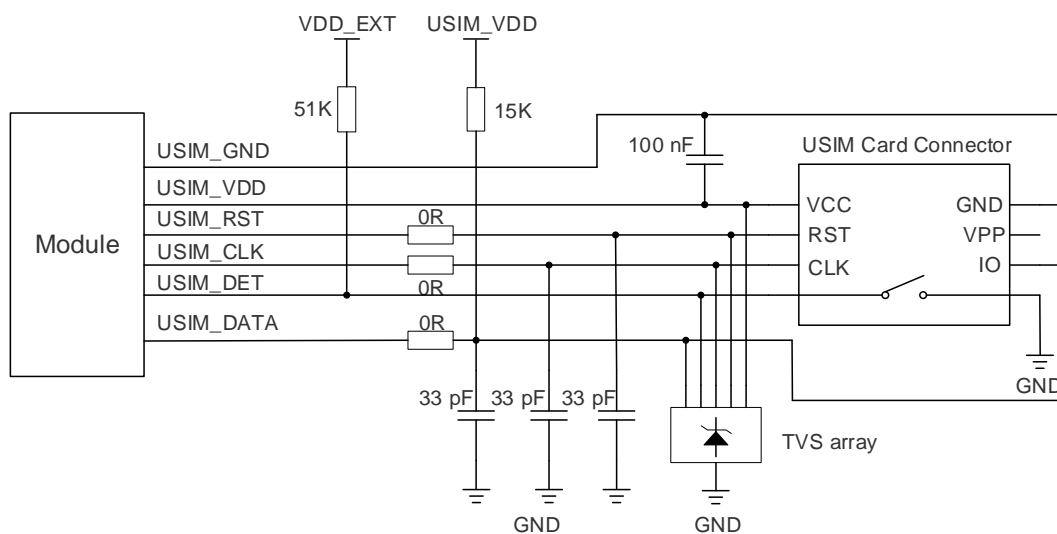 VDD_EXT USIM_VDD
51K 15K
100 nF USIM Card Connector
USIM_GND
USIM_VDD VCC GND
USIM_RST 0R RST VPP
Module USIM_CLK CLK IO
USIM_DET 0R
USIM_DATA 0R
GND
33 pF 33 pF 33 pF
TVS array
GND GND